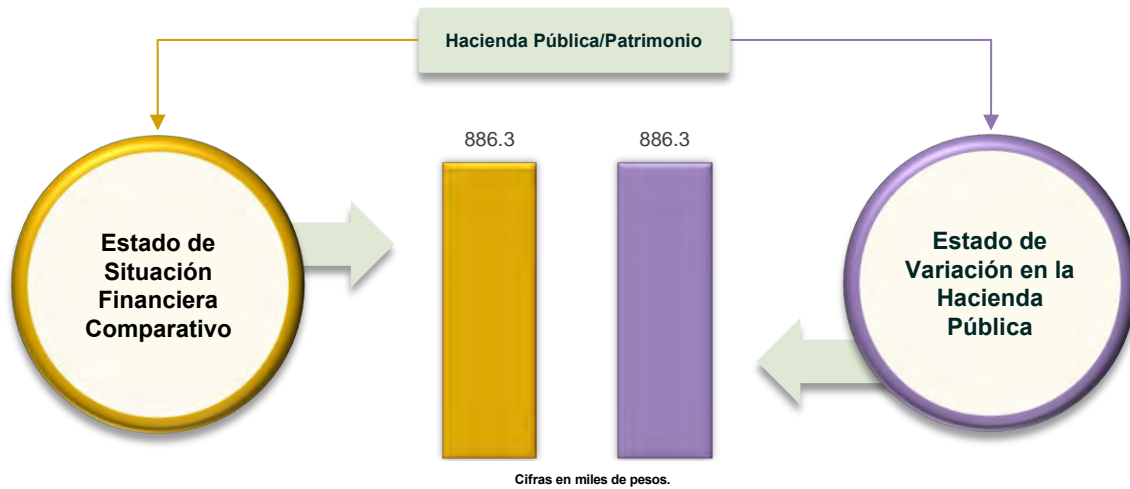 Hacienda Pública/Patrimonio
886.3
886.3
Estado de
Situación
Financiera
Comparativo
Estado de
Variación en la
Hacienda
Pública
Cifras en miles de pesos.